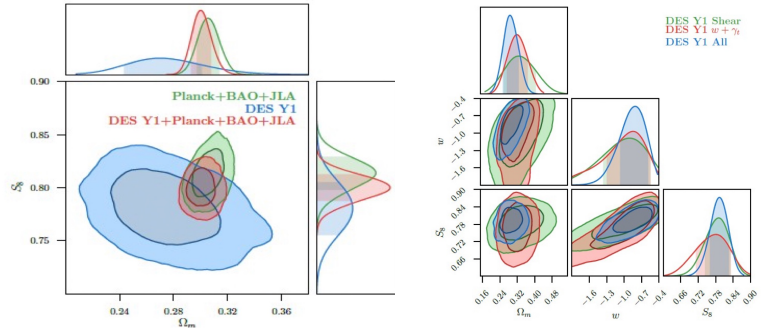 0.90
Planck+BAO+JLA
DES Y1
DES Y1+Planck+BAO+JLA
0.85
S₈
0.80
0.75
0.24 0.28 0.32 0.36
Ωₘ
DES Y1 Shear
DES Y1 w + γₜ
DES Y1 All
w
−0.4
−0.7
−1.0
−1.3
−1.6
S₈
0.90
0.84
0.78
0.72
0.66
0.16 0.24 0.32 0.40 0.48
−1.6 −1.3 −1.0 −0.7 −0.4
0.66 0.72 0.78 0.84 0.90
Ωₘ w S₈